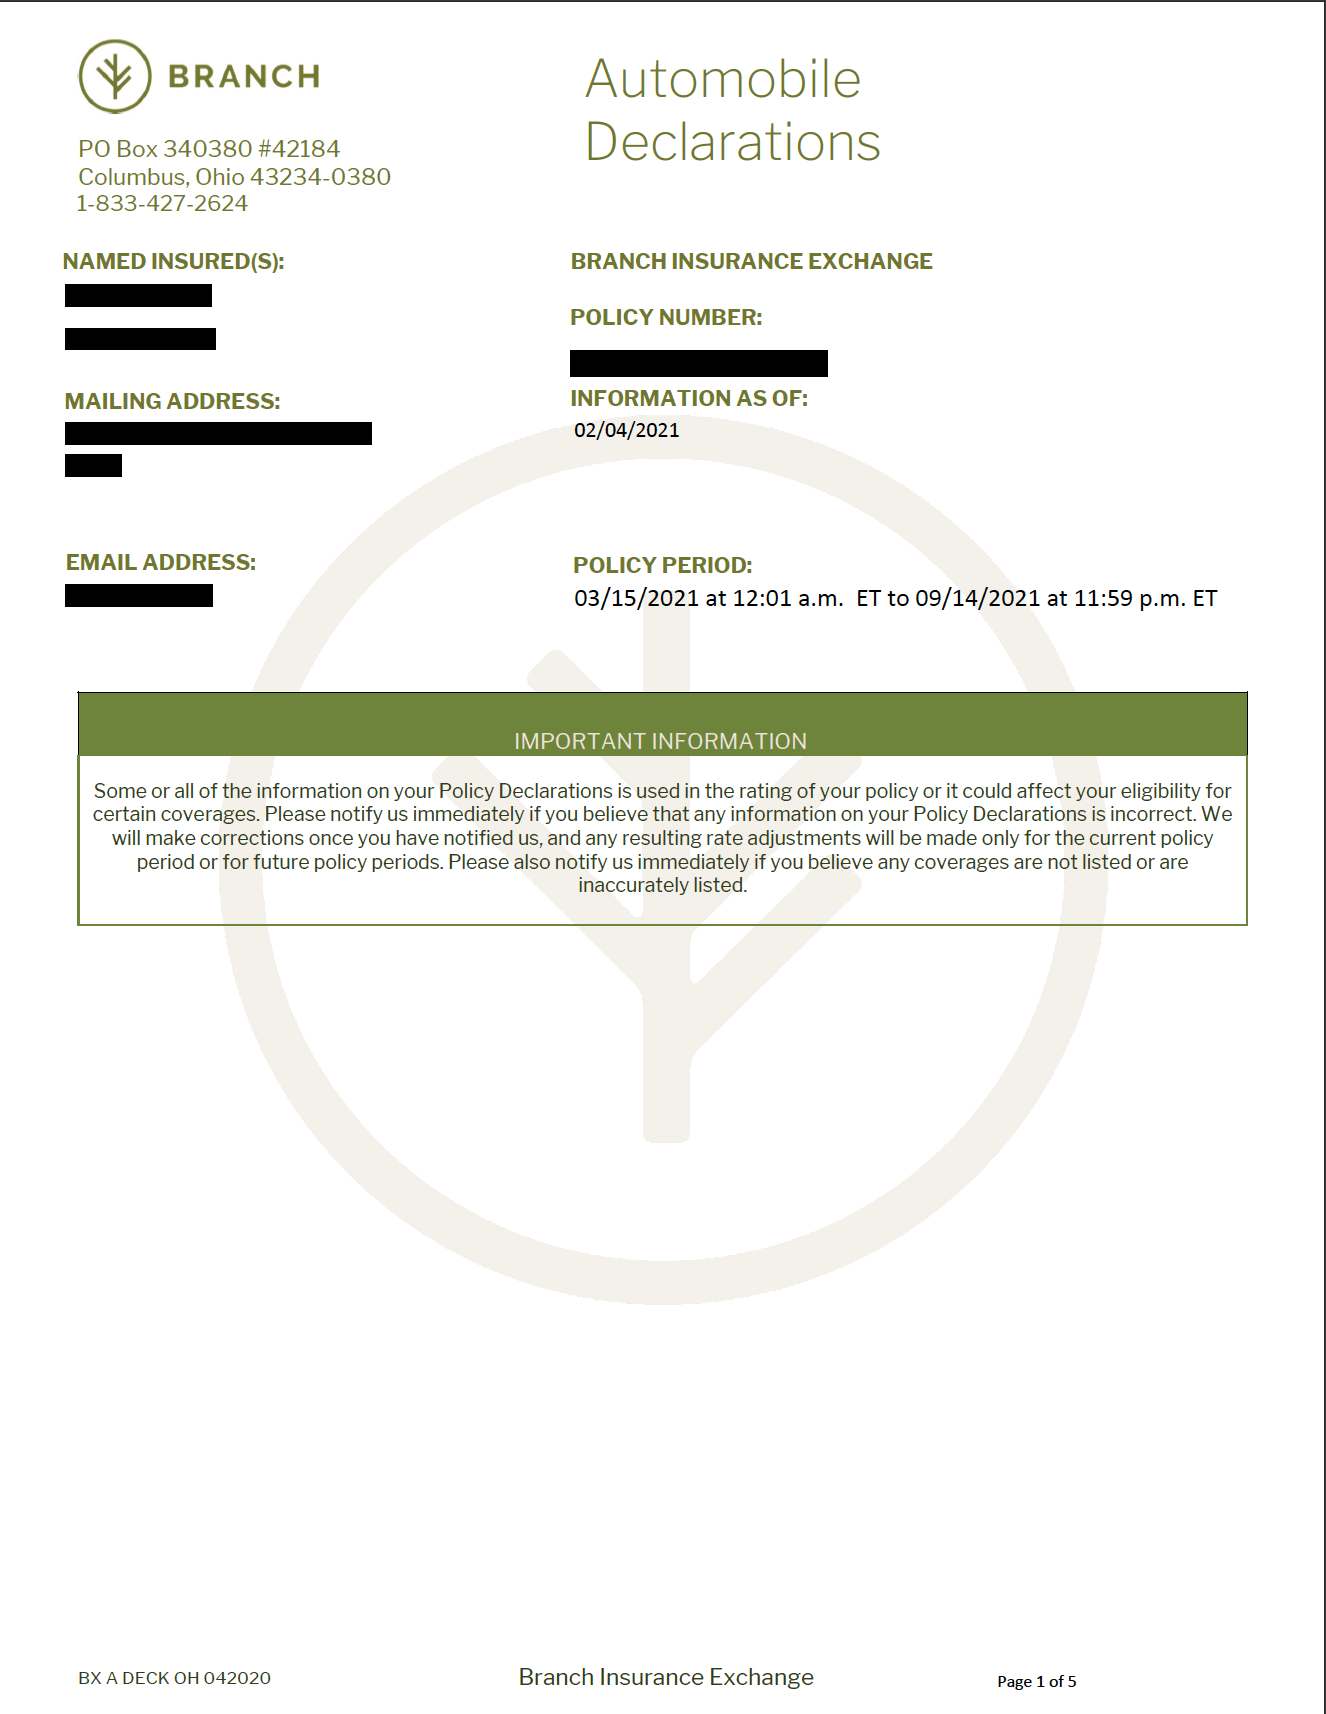 BRANCH
Automobile
Declarations
PO Box 340380 #42184
Columbus, Ohio 43234-0380
1-833-427-2624
NAMED INSURED(S):
BRANCH INSURANCE EXCHANGE
POLICY NUMBER:
MAILING ADDRESS:
INFORMATION AS OF:
02/04/2021
EMAIL ADDRESS:
POLICY PERIOD:
03/15/2021 at 12:01 a.m.  ET to 09/14/2021 at 11:59 p.m. ET
IMPORTANT INFORMATION
Some or all of the information on your Policy Declarations is used in the rating of your policy or it could affect your eligibility for
certain coverages. Please notify us immediately if you believe that any information on your Policy Declarations is incorrect. We
will make corrections once you have notified us, and any resulting rate adjustments will be made only for the current policy
period or for future policy periods. Please also notify us immediately if you believe any coverages are not listed or are
inaccurately listed.
BX A DECK OH 042020
Branch Insurance Exchange
Page 1 of 5